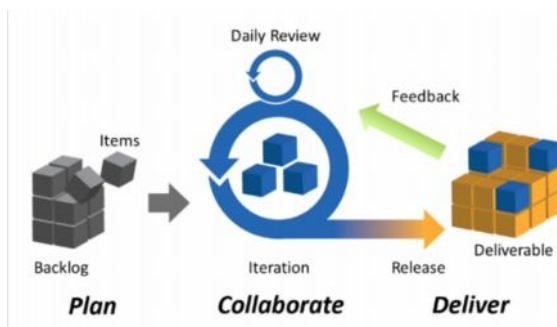 Daily Review
Feedback
Items
Backlog
Iteration
Release
Deliverable
Plan
Collaborate
Deliver